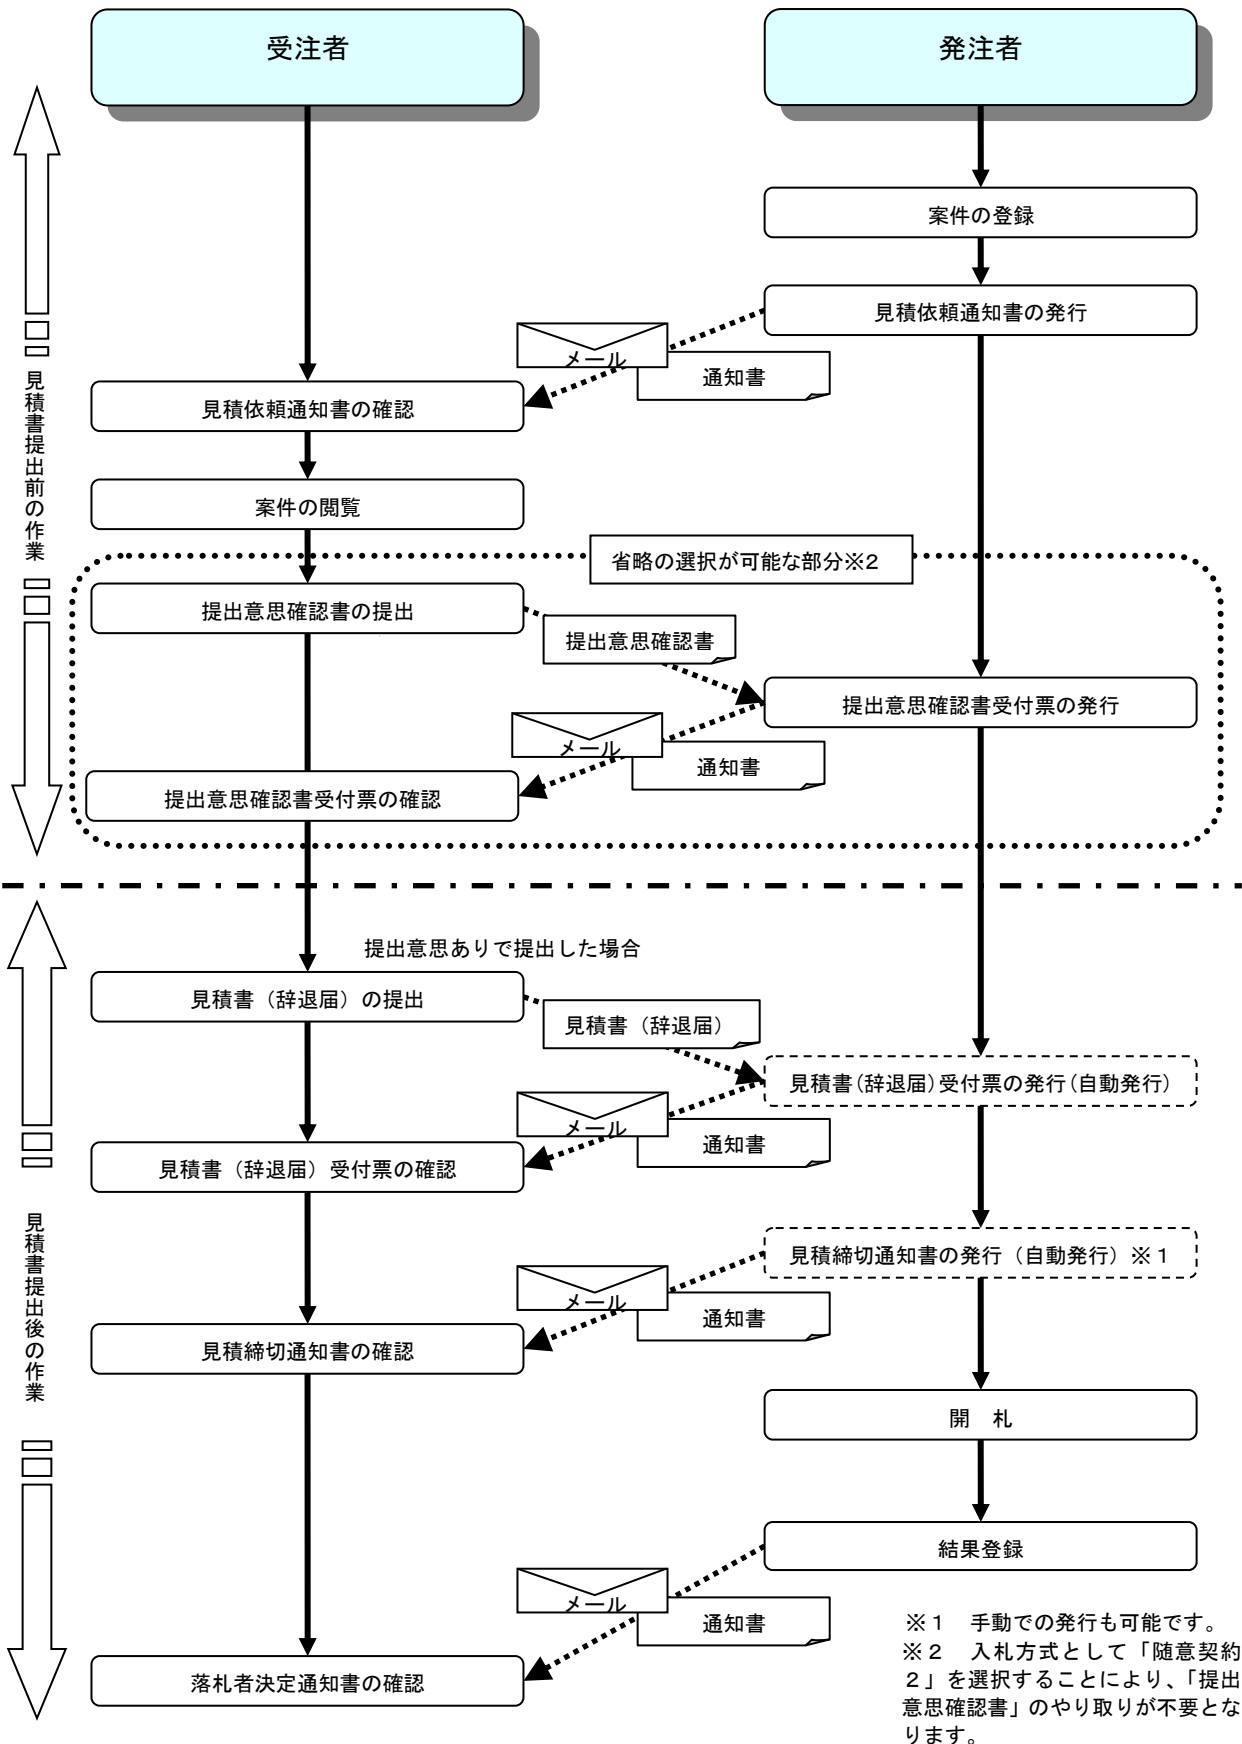 受注者
発注者
案件の登録
見積依頼通知書の発行
メール
通知書
見積依頼通知書の確認
案件の閲覧
見積書提出前の作業
省略の選択が可能な部分※2
提出意思確認書の提出
提出意思確認書
提出意思確認書受付票の発行
メール
通知書
提出意思確認書受付票の確認
提出意思ありで提出した場合
見積書（辞退届）の提出
見積書（辞退届）
見積書(辞退届)受付票の発行(自動発行)
メール
通知書
見積書（辞退届）受付票の確認
見積書提出後の作業
見積締切通知書の発行（自動発行）※１
メール
通知書
見積締切通知書の確認
開　札
結果登録
メール
通知書
落札者決定通知書の確認
※１　手動での発行も可能です。
※２　入札方式として「随意契約
２」を選択することにより、「提出
意思確認書」のやり取りが不要とな
ります。